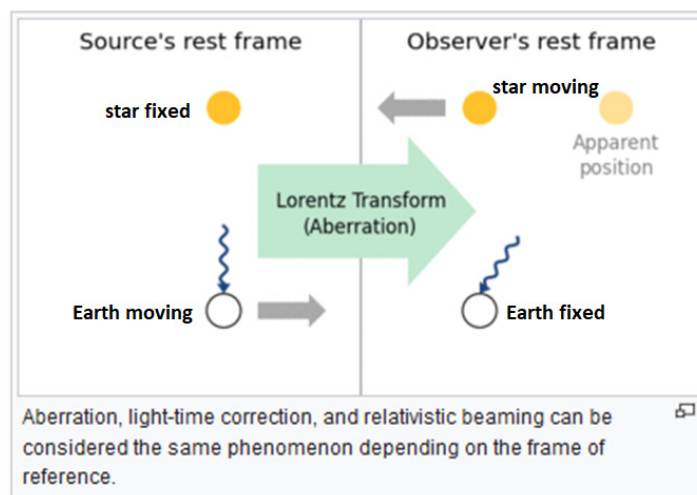 Source's rest frame
Observer's rest frame
star fixed
star moving
Apparent
position
Lorentz Transform
(Aberration)
Earth moving
Earth fixed
Aberration, light-time correction, and relativistic beaming can be
considered the same phenomenon depending on the frame of
reference.